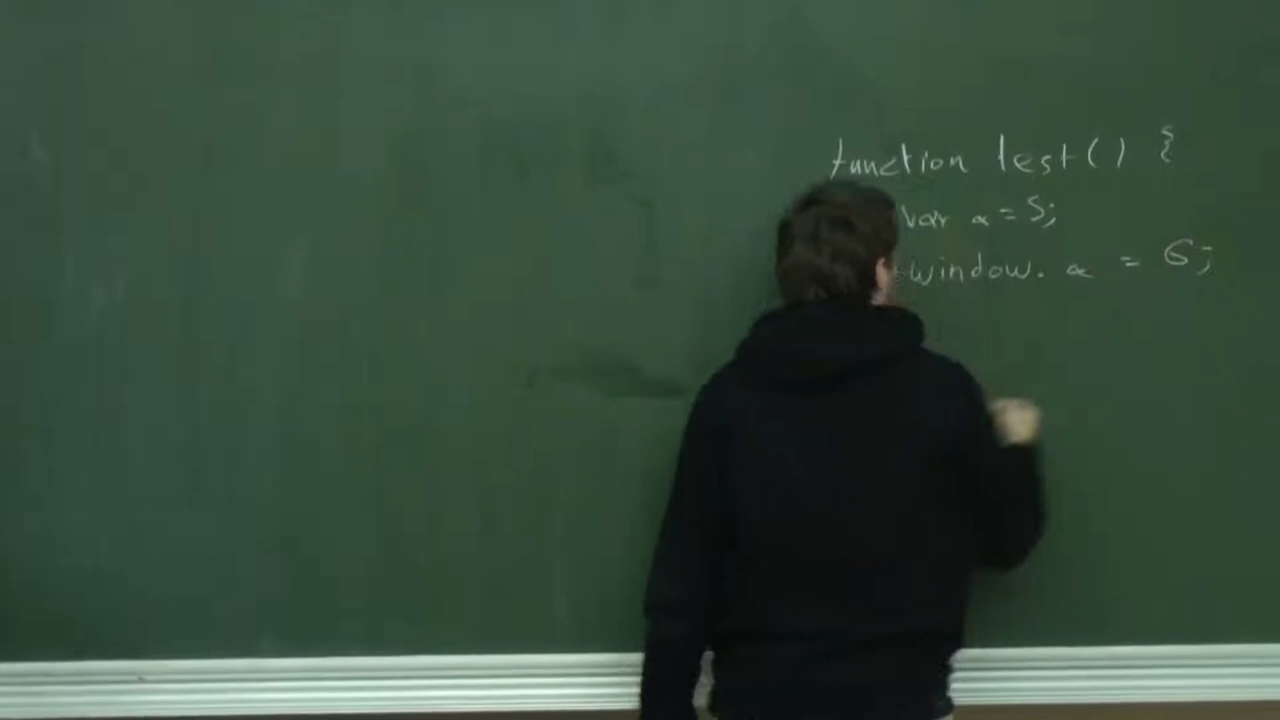 function test() {
var a = 5;
window. a = 6;